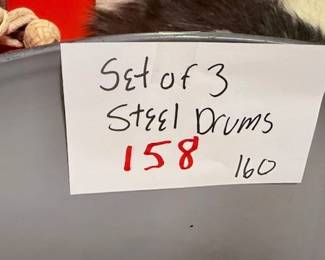 Set of 3
Steel Drums
158 160